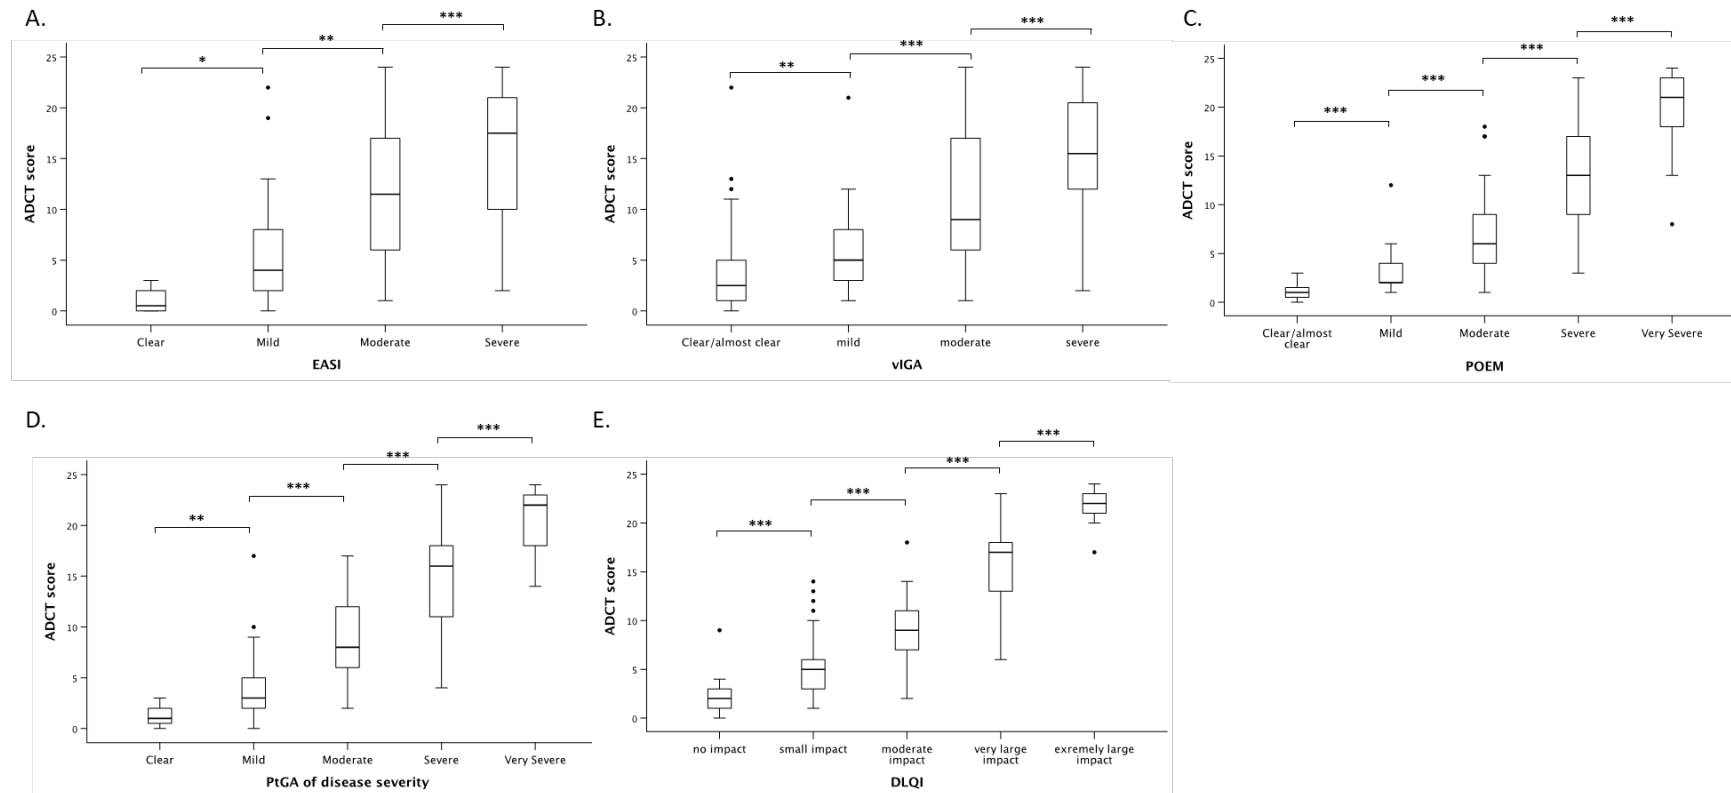 A.
***
**
*
25
20
15
10
5
0
ADCT score
Clear
Mild
Moderate
Severe
EASI
B.
***
***
**
25
20
15
10
5
0
ADCT score
Clear/almost clear
mild
moderate
severe
vIGA
C.
***
***
***
***
25
20
15
10
5
0
ADCT score
Clear/almost
clear
Mild
Moderate
Severe
Very Severe
POEM
D.
***
***
***
**
25
20
15
10
5
0
ADCT score
Clear
Mild
Moderate
Severe
Very Severe
PtGA of disease severity
E.
***
***
***
***
25
20
15
10
5
0
ADCT score
no impact
small impact
moderate
impact
very large
impact
exremely large
impact
DLQI